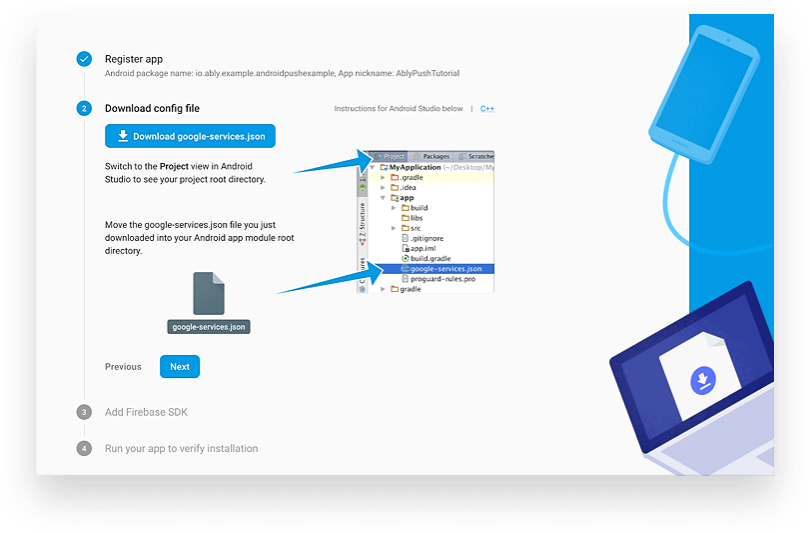 Register app
Android package name: io.ably.example.androidpushexample, App nickname: AblyPushTutorial
2
Download config file
Instructions for Android Studio below | C++
Download google-services.json
Switch to the Project view in Android
Studio to see your project root directory.
Move the google-services.json file you just
downloaded into your Android app module root
directory.
google-services.json
Project Packages Scratche
MyApplication (~/Desktop/My
.gradle
.idea
app
build
libs
src
.gitignore
app.iml
build.gradle
google-services.json
proguard-rules.pro
gradle
Z: Structure
Previous
Next
3
Add Firebase SDK
4
Run your app to verify installation